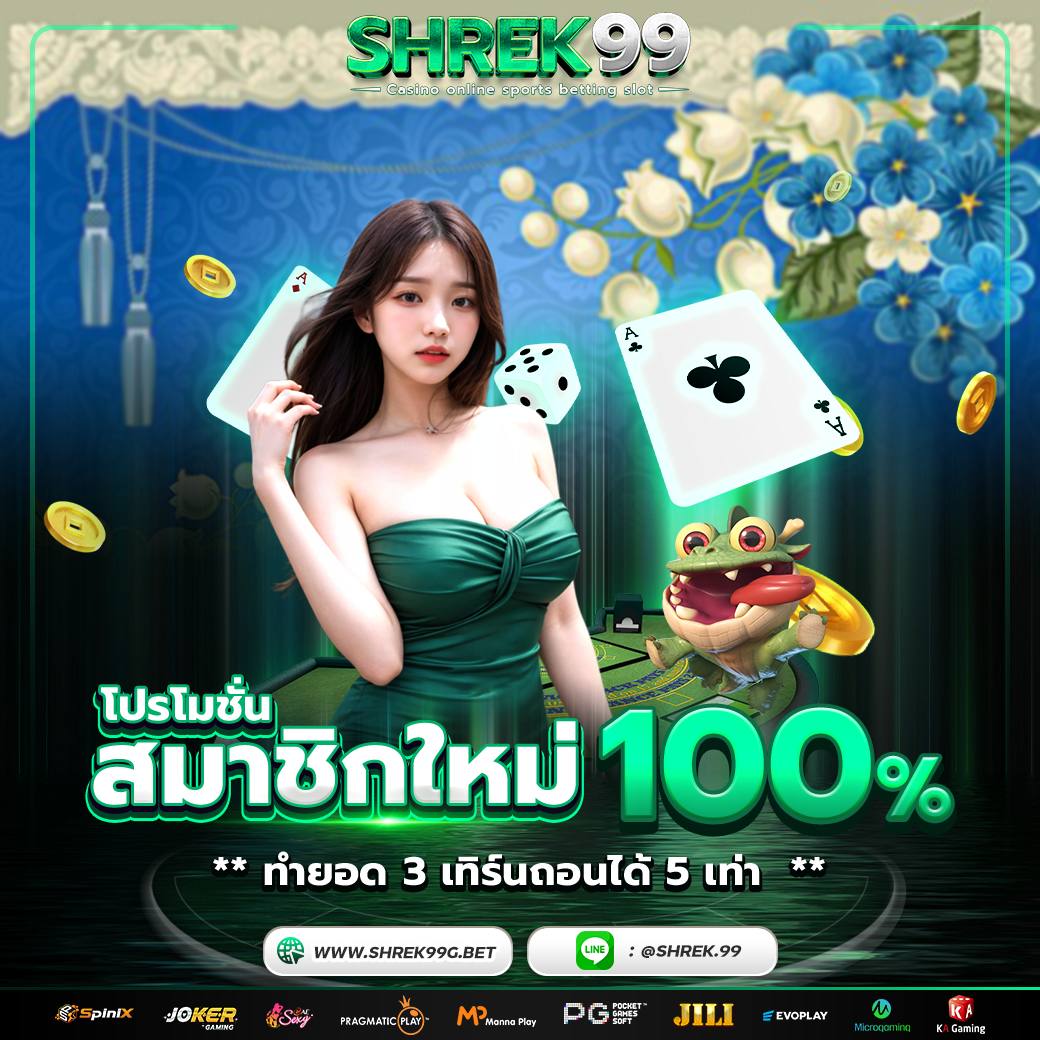 SHREK99
Casino online sports betting slot
A
A
A
โปรโมชั่น
สมาชิกใหม่ 100%
** ทำยอด 3 เทิร์นถอนได้ 5 เท่า **
WWW.SHREK99G.BET
LINE : @SHREK.99
SpiniX JOKER GAMING Sexy PRAGMATIC PLAY MP Manna Play PG POCKET GAMES SOFT JILI EVOPLAY Microgaming KA KA Gaming